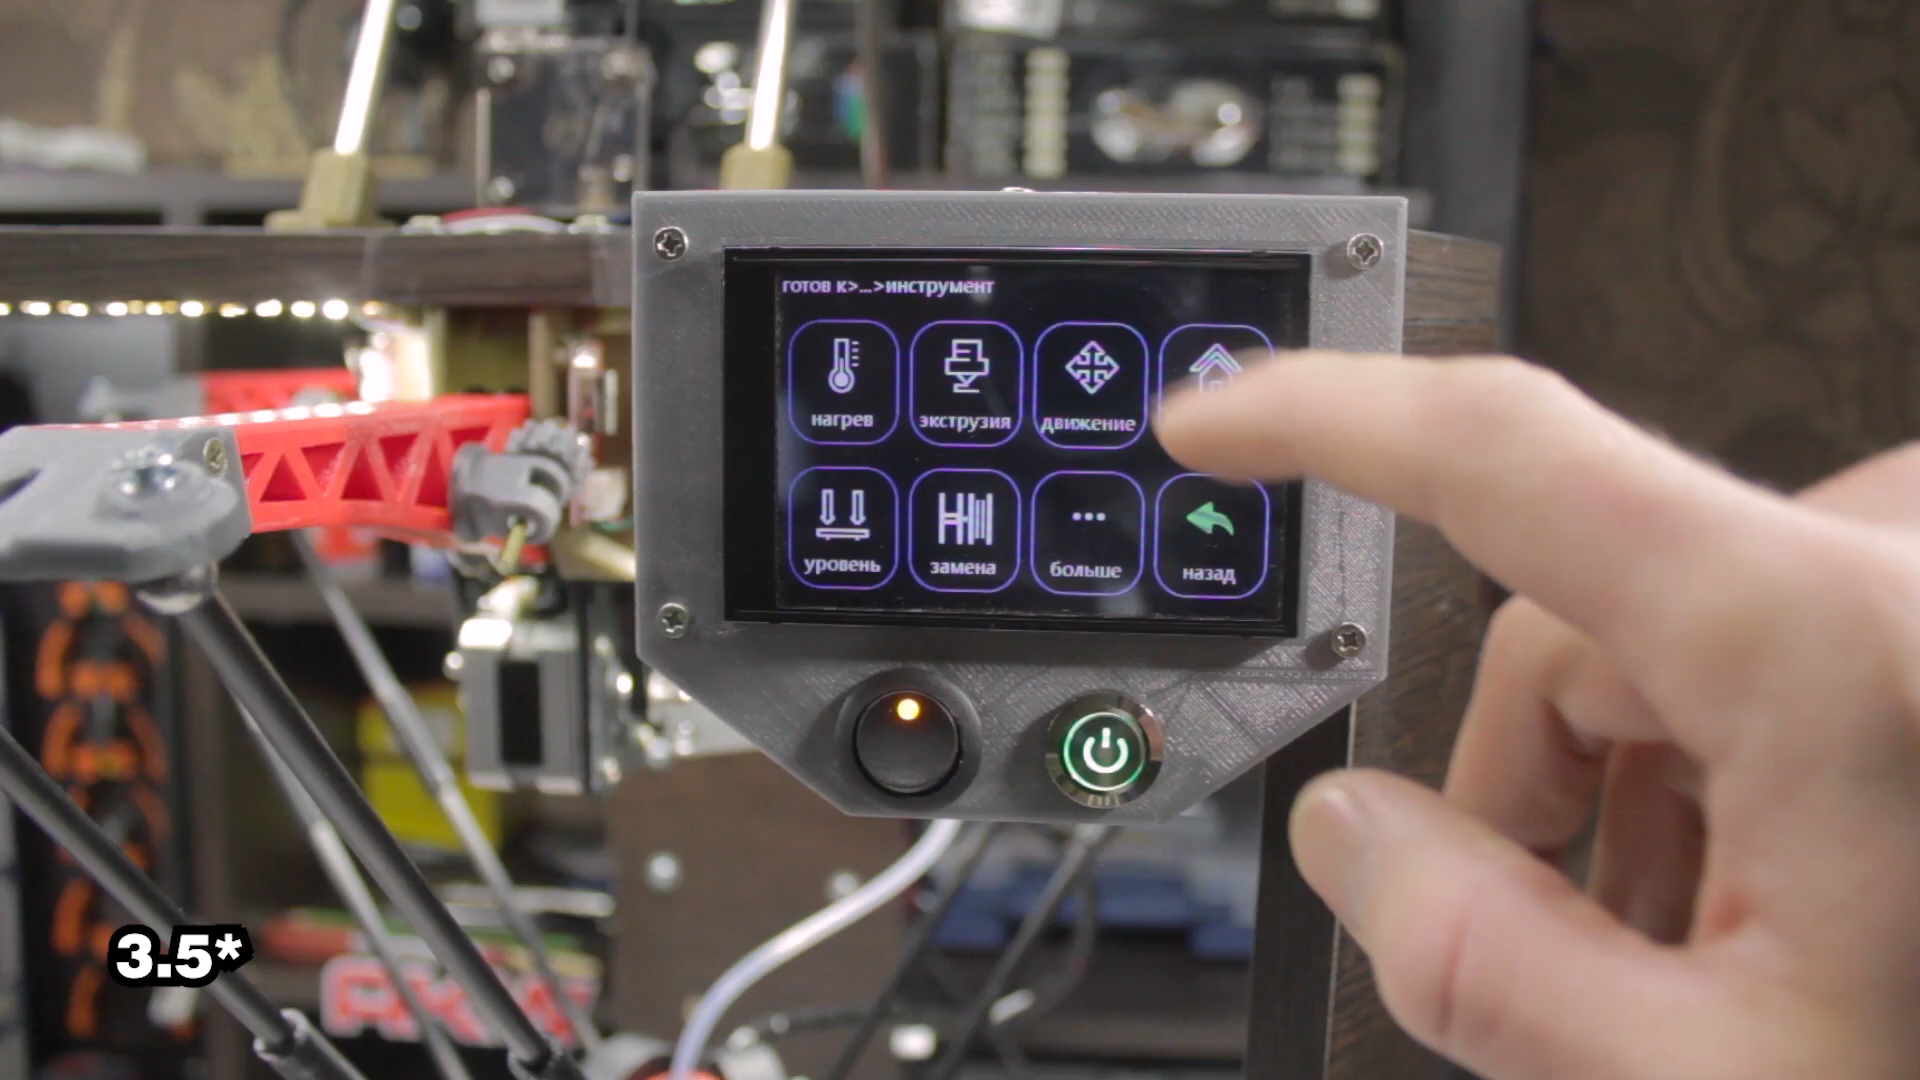 готов к>...>инструмент
нагрев
экструзия
движение
уровень
замена
больше
назад
3.5*